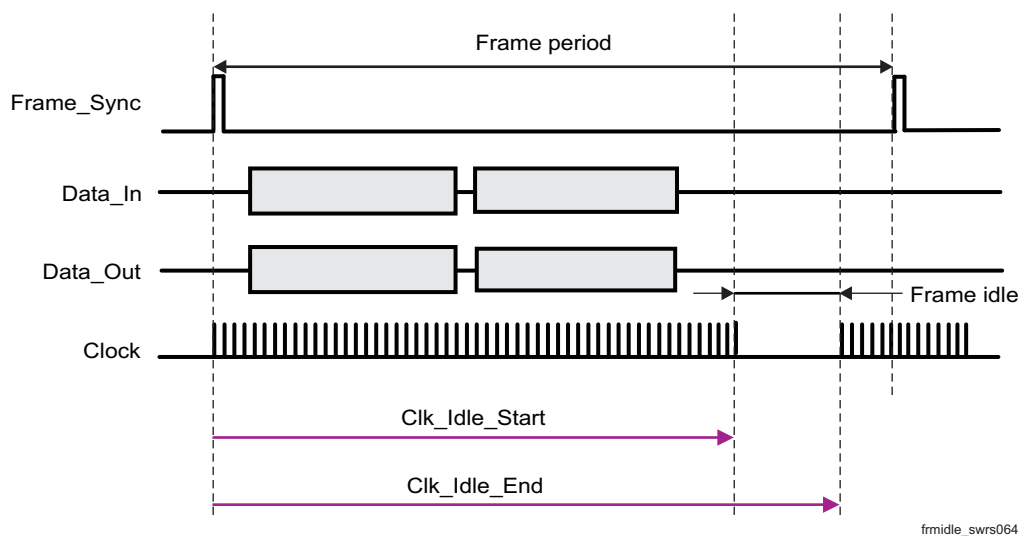 Frame period
Frame_Sync
Data_In
Data_Out
Frame idle
Clock
Clk_Idle_Start
Clk_Idle_End
frmidle_swrs064